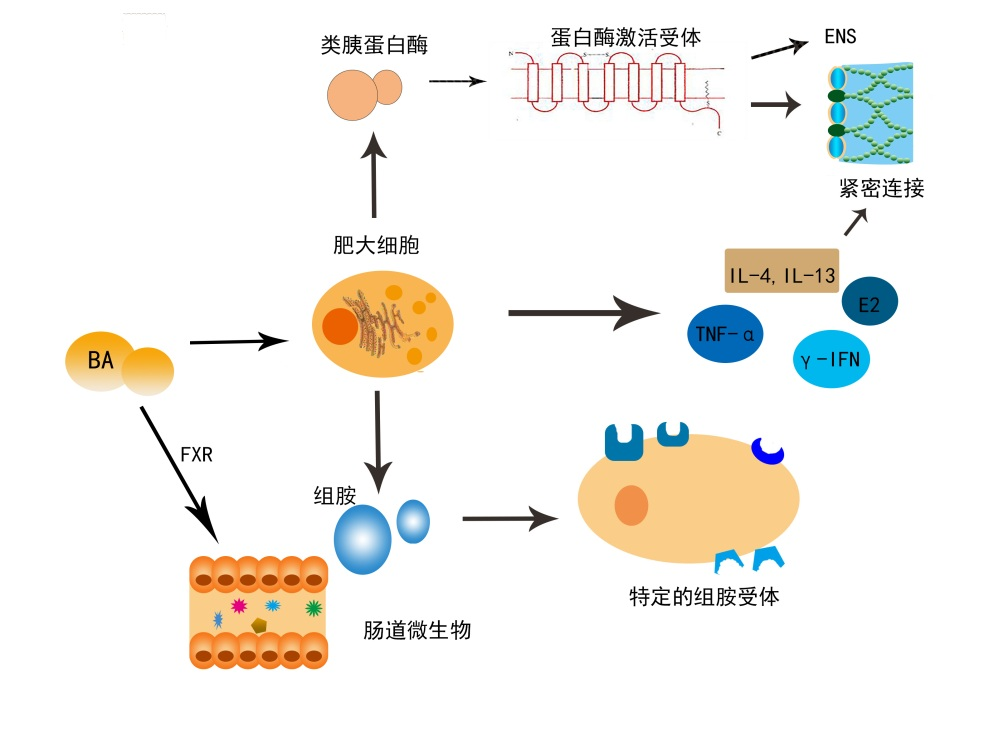 类胰蛋白酶
蛋白酶激活受体
ENS
N
S
S
S
C
紧密连接
肥大细胞
IL-4, IL-13
E2
TNF-α
γ-IFN
BA
FXR
组胺
特定的组胺受体
肠道微生物